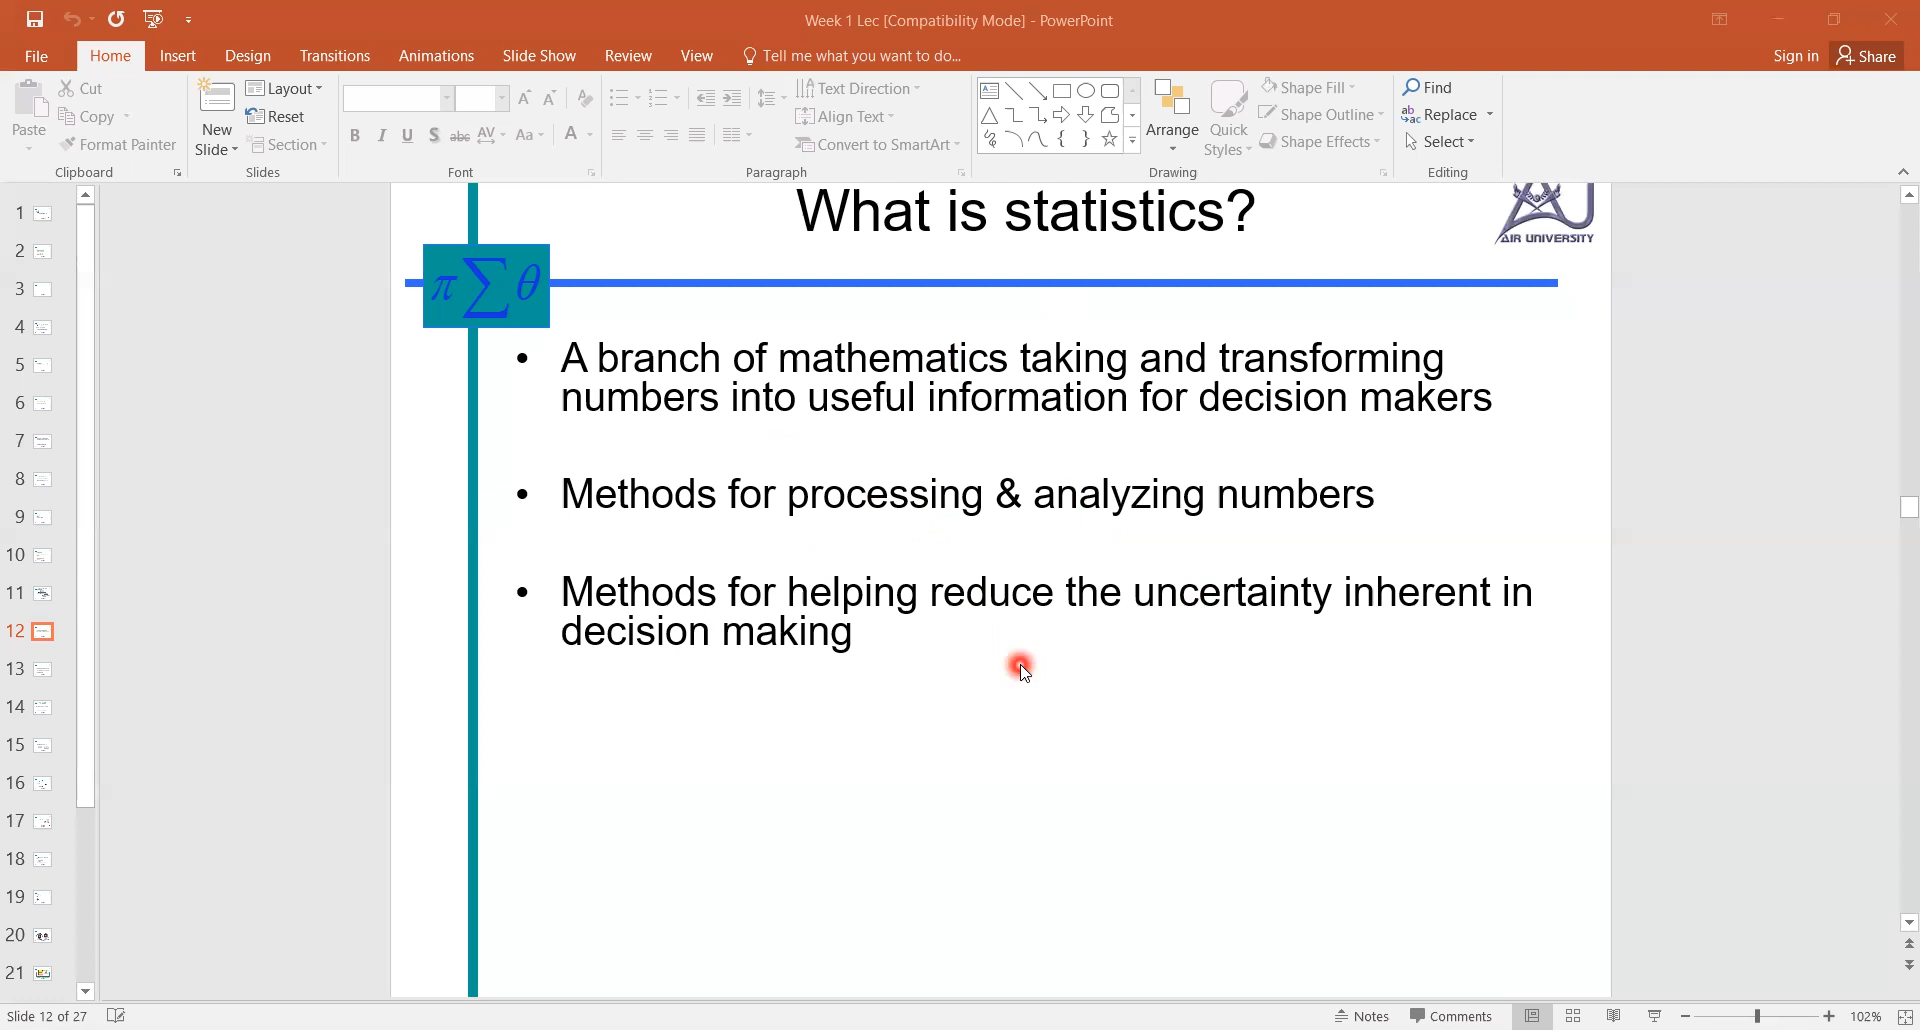 Week 1 Lec [Compatibility Mode] - PowerPoint
File Home Insert Design Transitions Animations Slide Show Review View Tell me what you want to do... Sign in Share
Paste
Cut
Copy
Format Painter
Clipboard
New
Slide
Layout
Reset
Section
Slides
B I U S abc AV Aa A
Font
Text Direction
Align Text
Convert to SmartArt
Paragraph
Arrange
Quick
Styles
Shape Fill
Shape Outline
Shape Effects
Drawing
Find
Replace
Select
Editing
1
2
3
4
5
6
7
8
9
10
11
12
13
14
15
16
17
18
19
20
21
What is statistics?
AIR UNIVERSITY
π∑θ
• A branch of mathematics taking and transforming
numbers into useful information for decision makers
• Methods for processing & analyzing numbers
• Methods for helping reduce the uncertainty inherent in
decision making
Slide 12 of 27 Notes Comments 102%